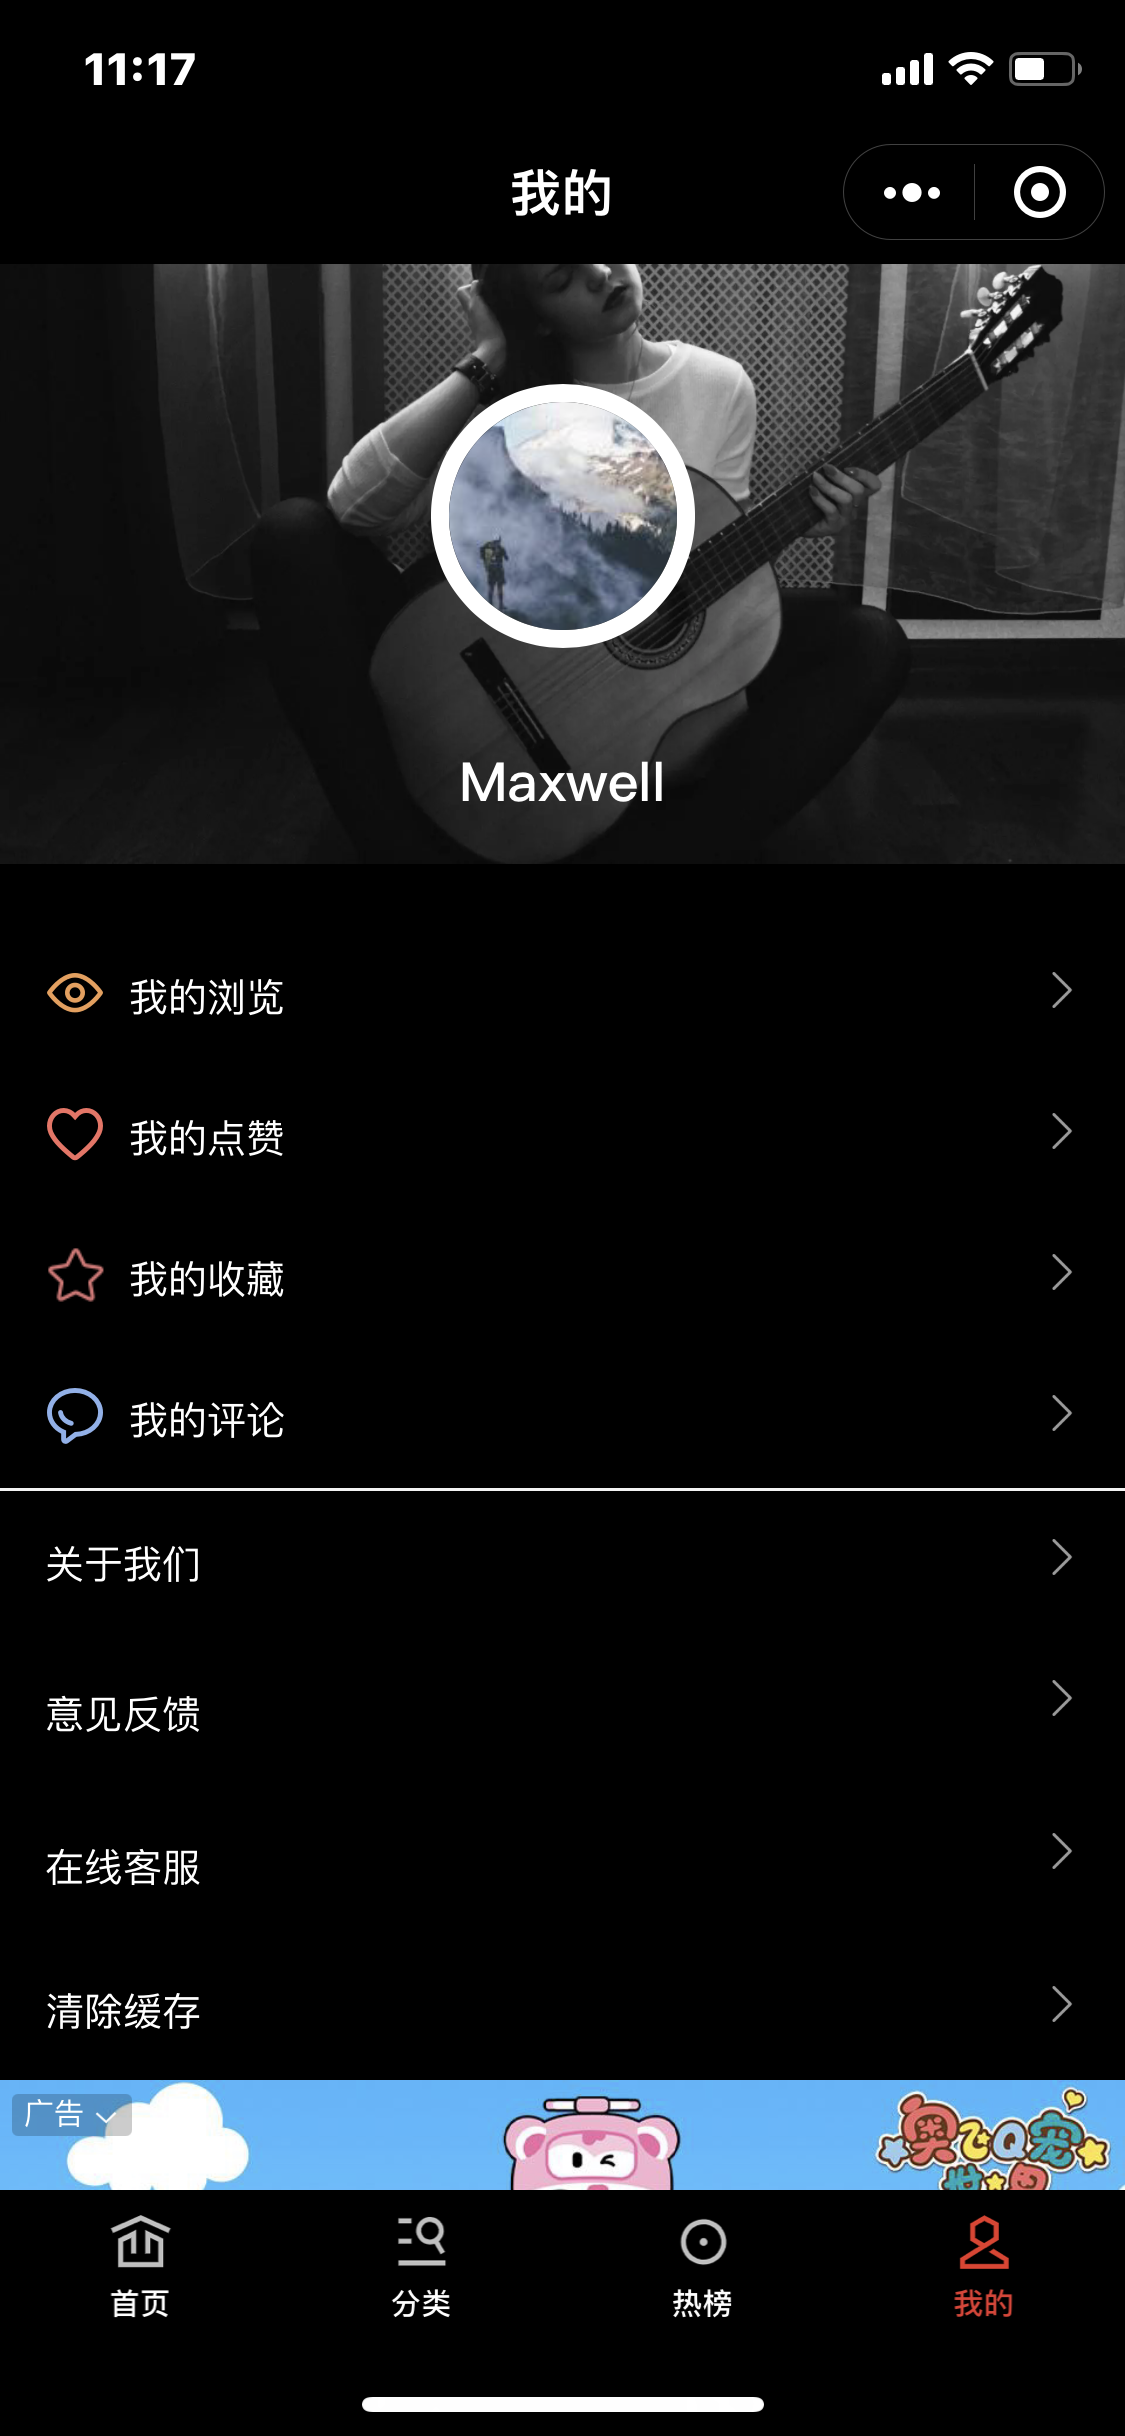 11:17
我的
Maxwell
我的浏览
我的点赞
我的收藏
我的评论
关于我们
意见反馈
在线客服
清除缓存
广告
奥飞Q宠
世界
首页
分类
热榜
我的